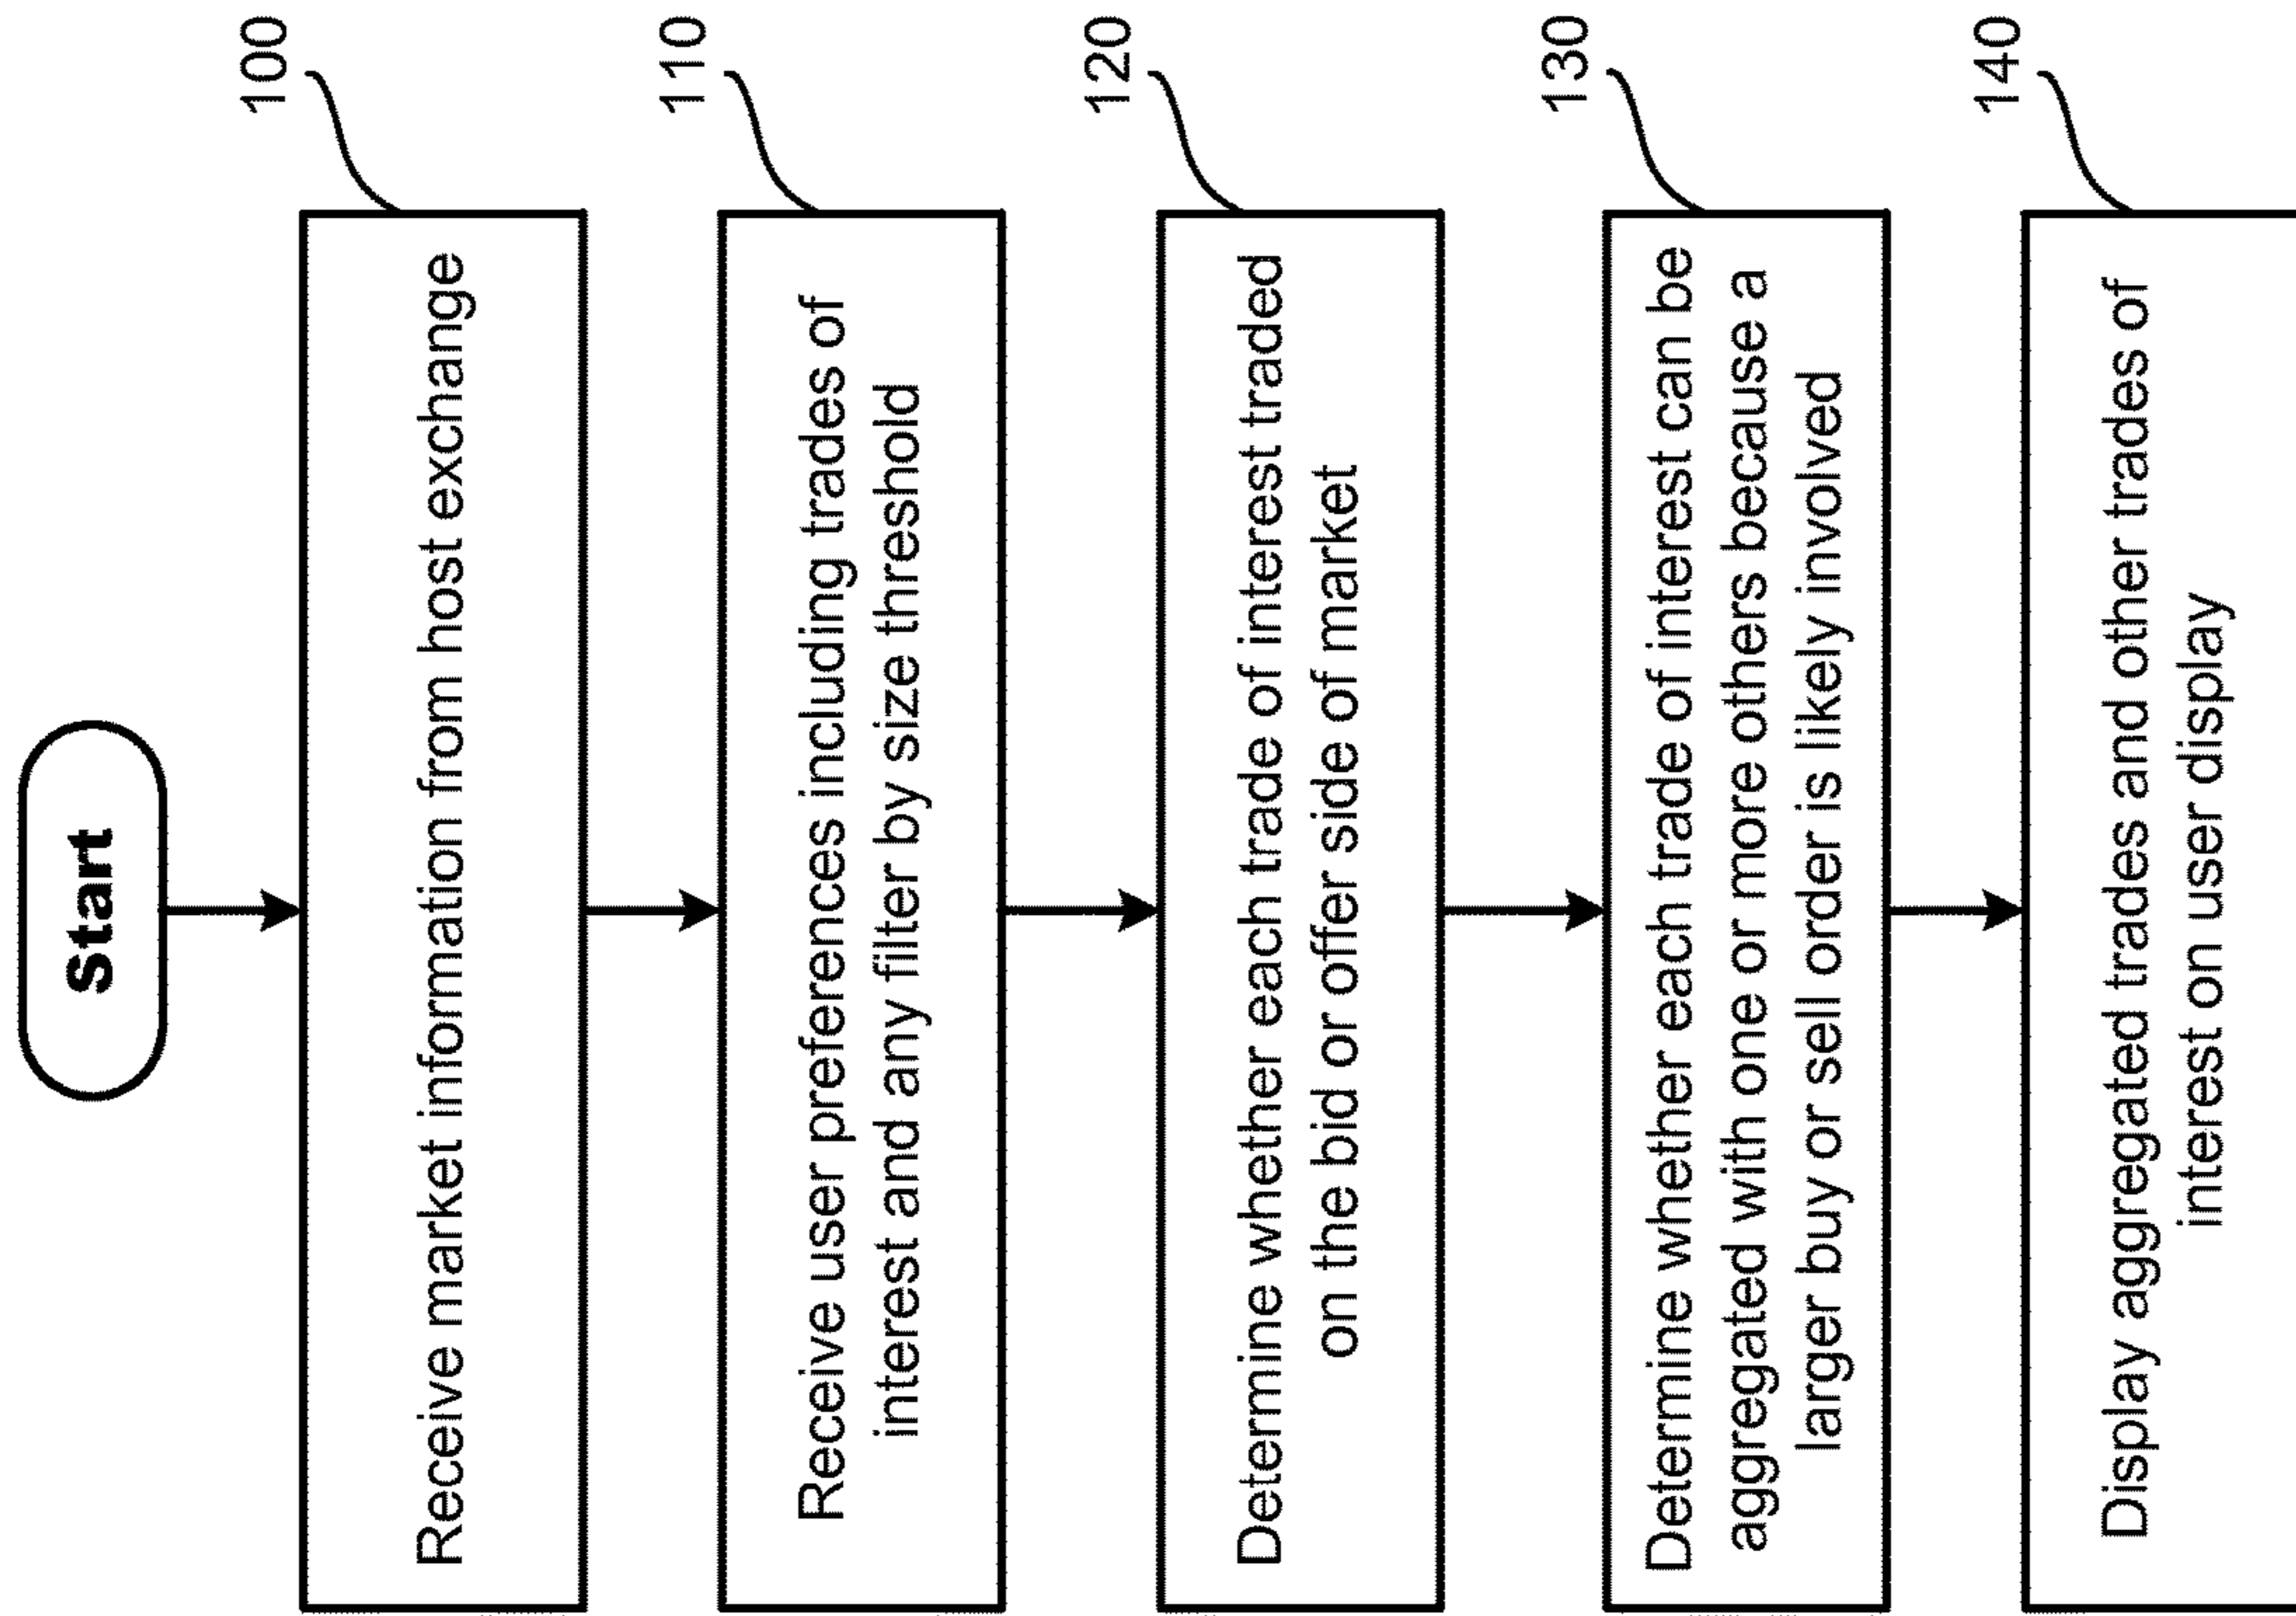 Start
100
Receive market information from host exchange
110
Receive user preferences including trades of
interest and any filter by size threshold
120
Determine whether each trade of interest traded
on the bid or offer side of market
130
Determine whether each trade of interest can be
aggregated with one or more others because a
larger buy or sell order is likely involved
140
Display aggregated trades and other trades of
interest on user display